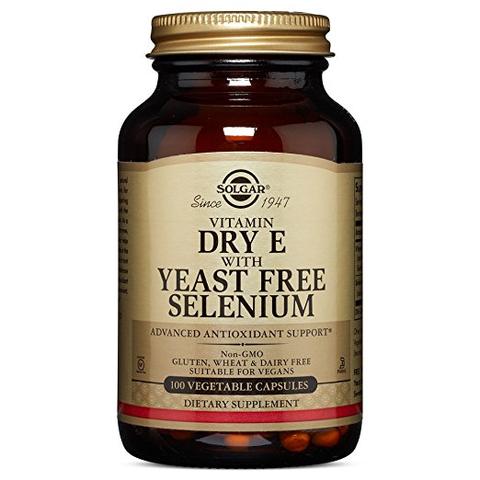 SOLGAR®
Since 1947
VITAMIN
DRY E
WITH
YEAST FREE
SELENIUM
ADVANCED ANTIOXIDANT SUPPORT*
Non-GMO
GLUTEN, WHEAT & DAIRY FREE
SUITABLE FOR VEGANS
100 VEGETABLE CAPSULES
DIETARY SUPPLEMENT